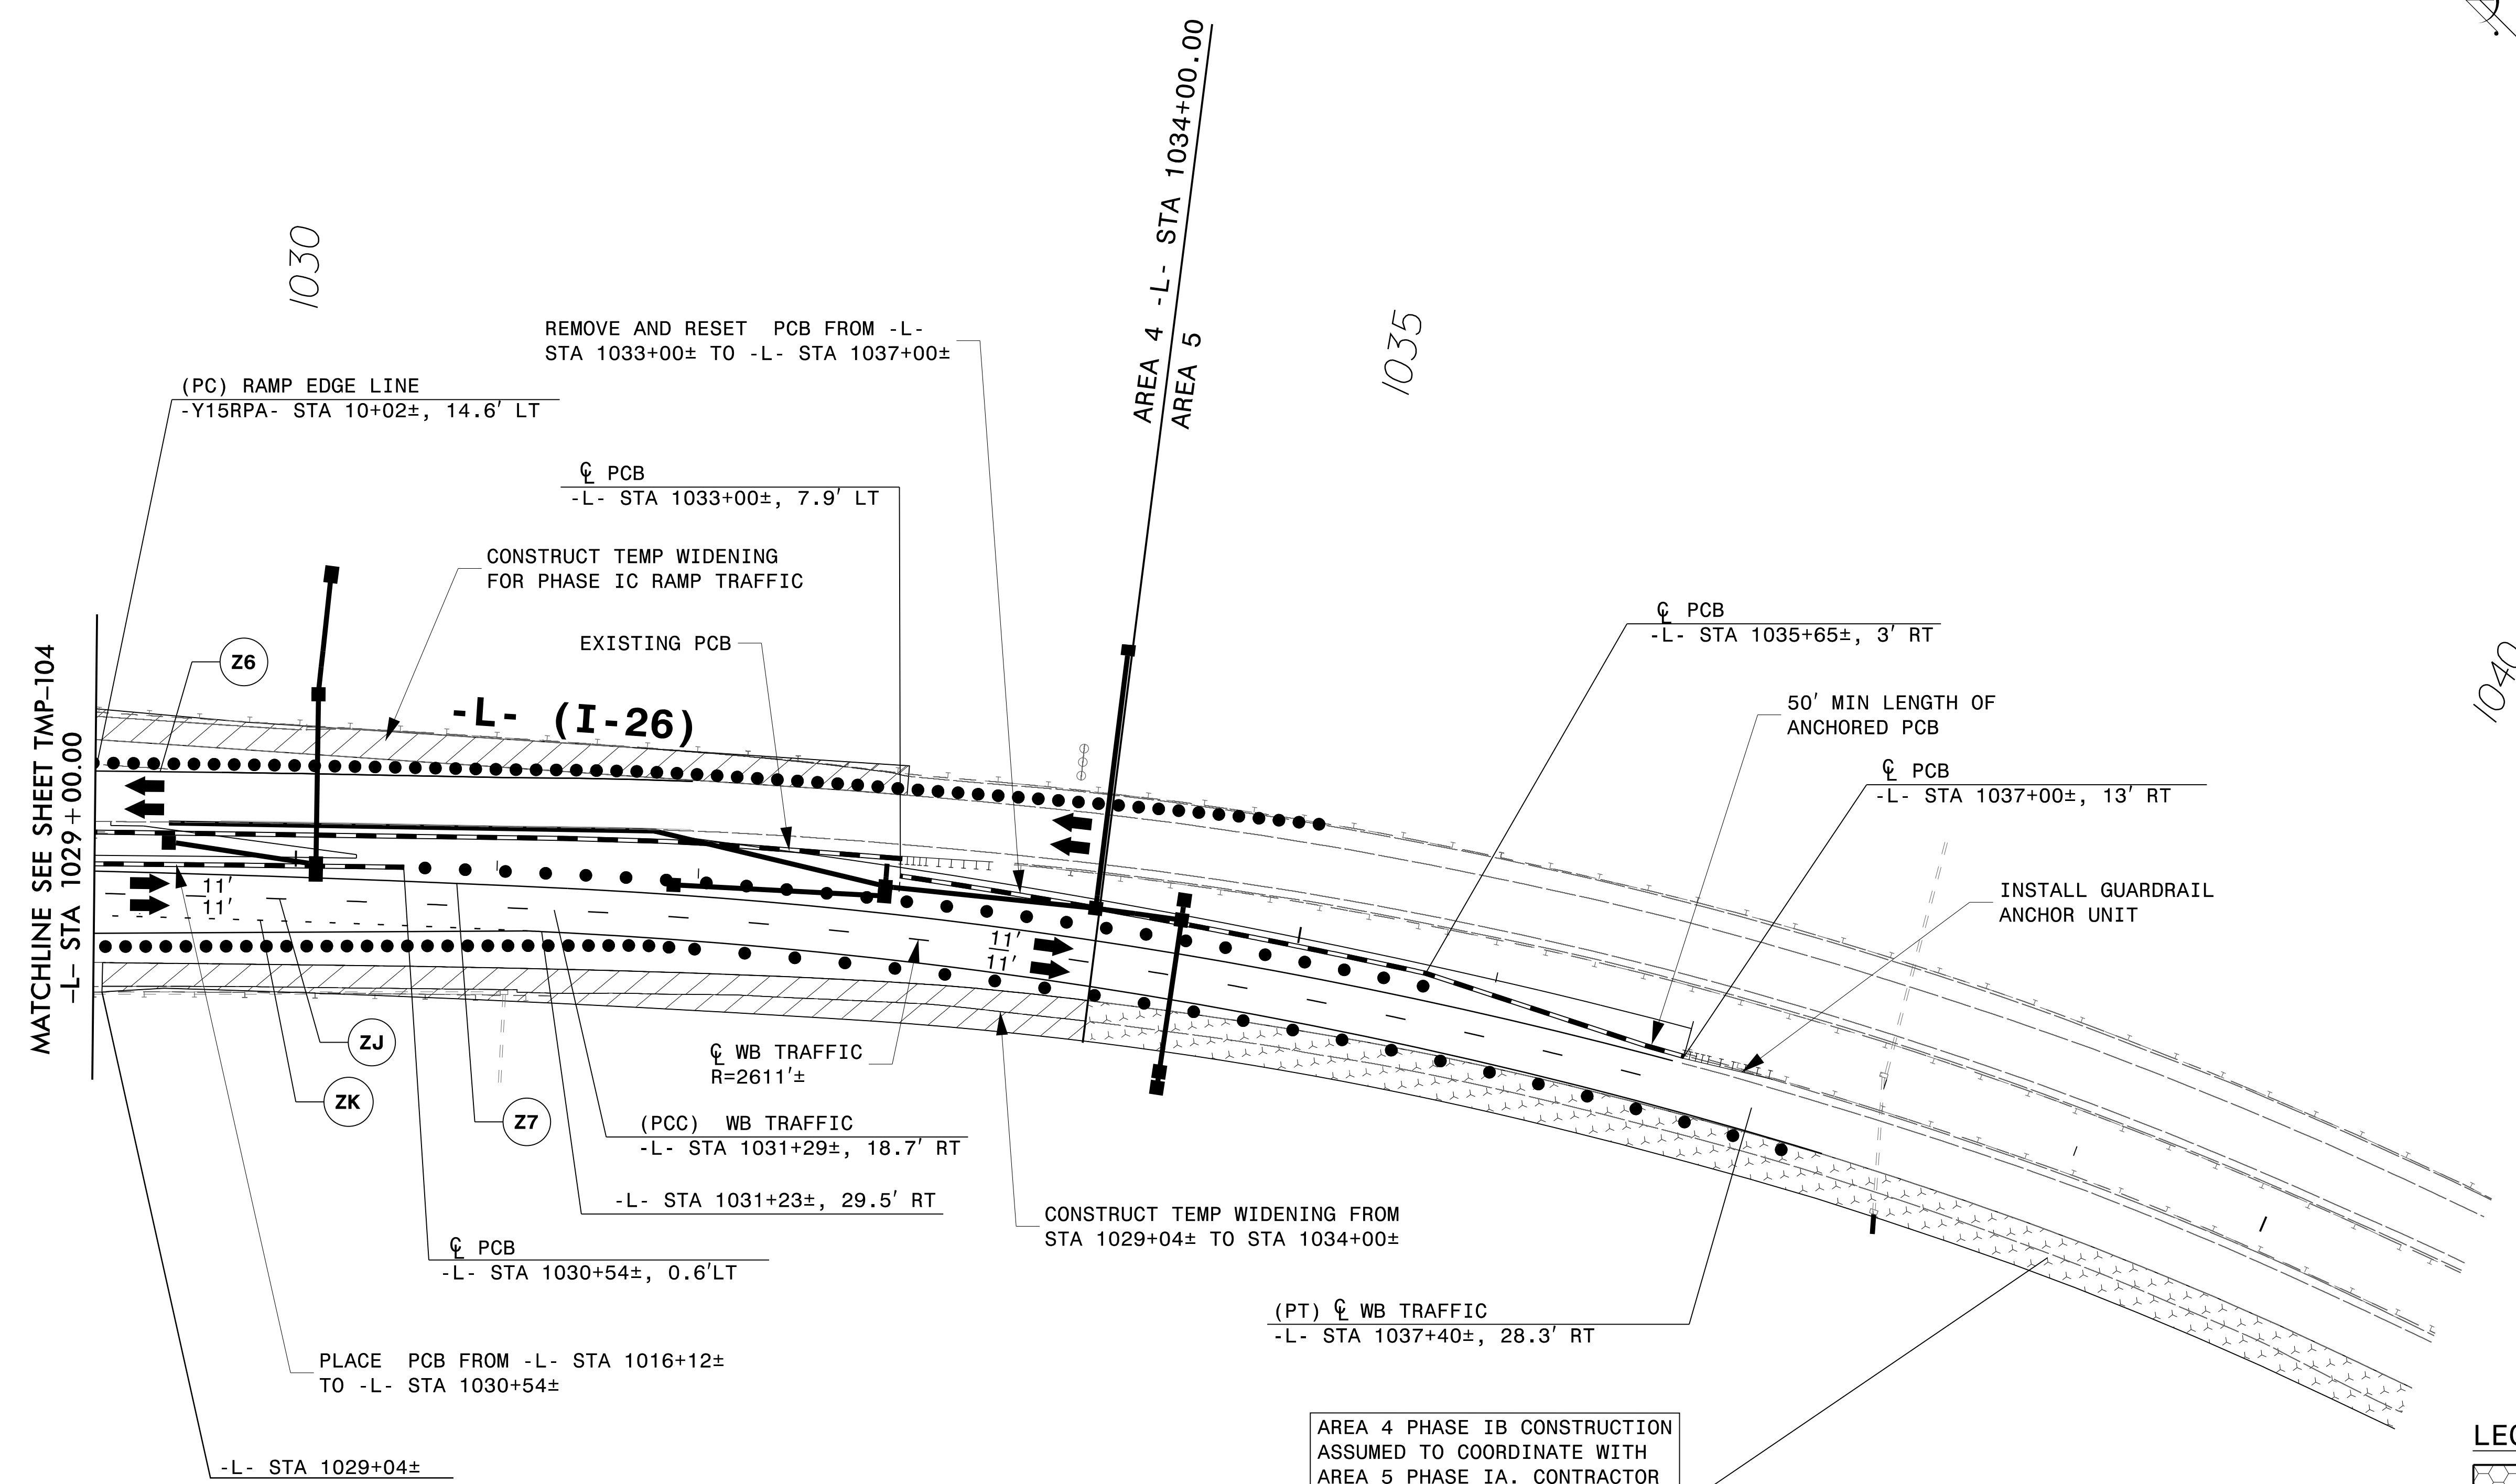 AREA 4 -L- STA 1034+00.00
AREA 5
1030
1035
1040
REMOVE AND RESET PCB FROM -L-
STA 1033+00± TO -L- STA 1037+00±
(PC) RAMP EDGE LINE
-Y15RPA- STA 10+02±, 14.6' LT
℄ PCB
-L- STA 1033+00±, 7.9' LT
CONSTRUCT TEMP WIDENING
FOR PHASE IC RAMP TRAFFIC
EXISTING PCB
℄ PCB
-L- STA 1035+65±, 3' RT
50' MIN LENGTH OF
ANCHORED PCB
℄ PCB
-L- STA 1037+00±, 13' RT
INSTALL GUARDRAIL
ANCHOR UNIT
MATCHLINE SEE SHEET TMP-104
-L- STA 1029+00.00
Z6
-L- (I-26)
11'
11'
11'
11'
ZJ
ZK
Z7
℄ WB TRAFFIC
R=2611'±
(PCC) WB TRAFFIC
-L- STA 1031+29±, 18.7' RT
-L- STA 1031+23±, 29.5' RT
℄ PCB
-L- STA 1030+54±, 0.6'LT
CONSTRUCT TEMP WIDENING FROM
STA 1029+04± TO STA 1034+00±
(PT) ℄ WB TRAFFIC
-L- STA 1037+40±, 28.3' RT
PLACE PCB FROM -L- STA 1016+12±
TO -L- STA 1030+54±
-L- STA 1029+04±
AREA 4 PHASE IB CONSTRUCTION
ASSUMED TO COORDINATE WITH
AREA 5 PHASE IA. CONTRACTOR